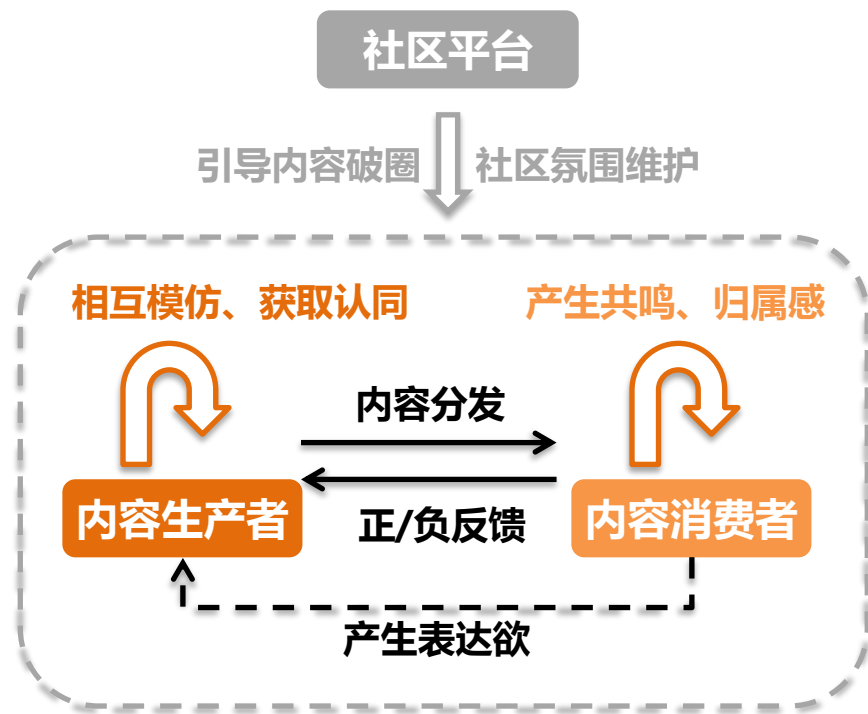 社区平台
引导内容破圈
社区氛围维护
相互模仿、获取认同
产生共鸣、归属感
内容分发
内容生产者
正/负反馈
内容消费者
产生表达欲